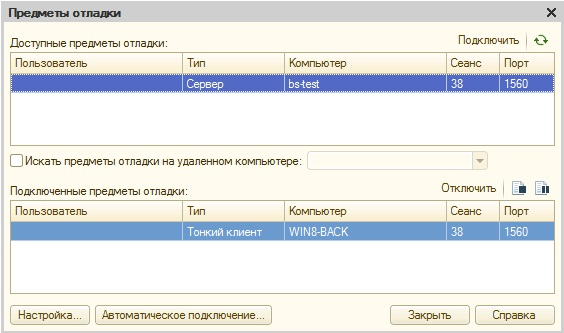 Предметы отладки
Доступные предметы отладки: Подключить
Пользователь Тип Компьютер Сеанс Порт
Сервер bs-test 38 1560
Искать предметы отладки на удаленном компьютере:
Подключенные предметы отладки: Отключить
Пользователь Тип Компьютер Сеанс Порт
Тонкий клиент WIN8-BACK 38 1560
Настройка... Автоматическое подключение... Закрыть Справка